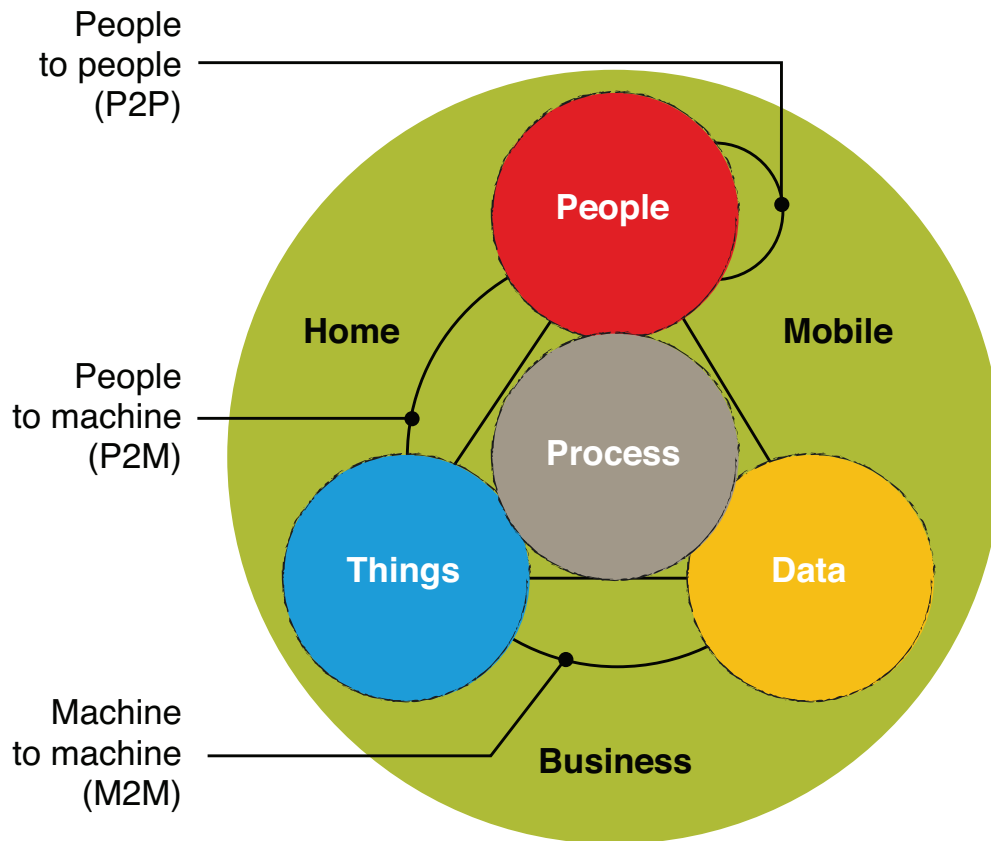 People
to people
(P2P)
People
Home
Mobile
People
to machine
(P2M)
Process
Things
Data
Machine
to machine
(M2M)
Business